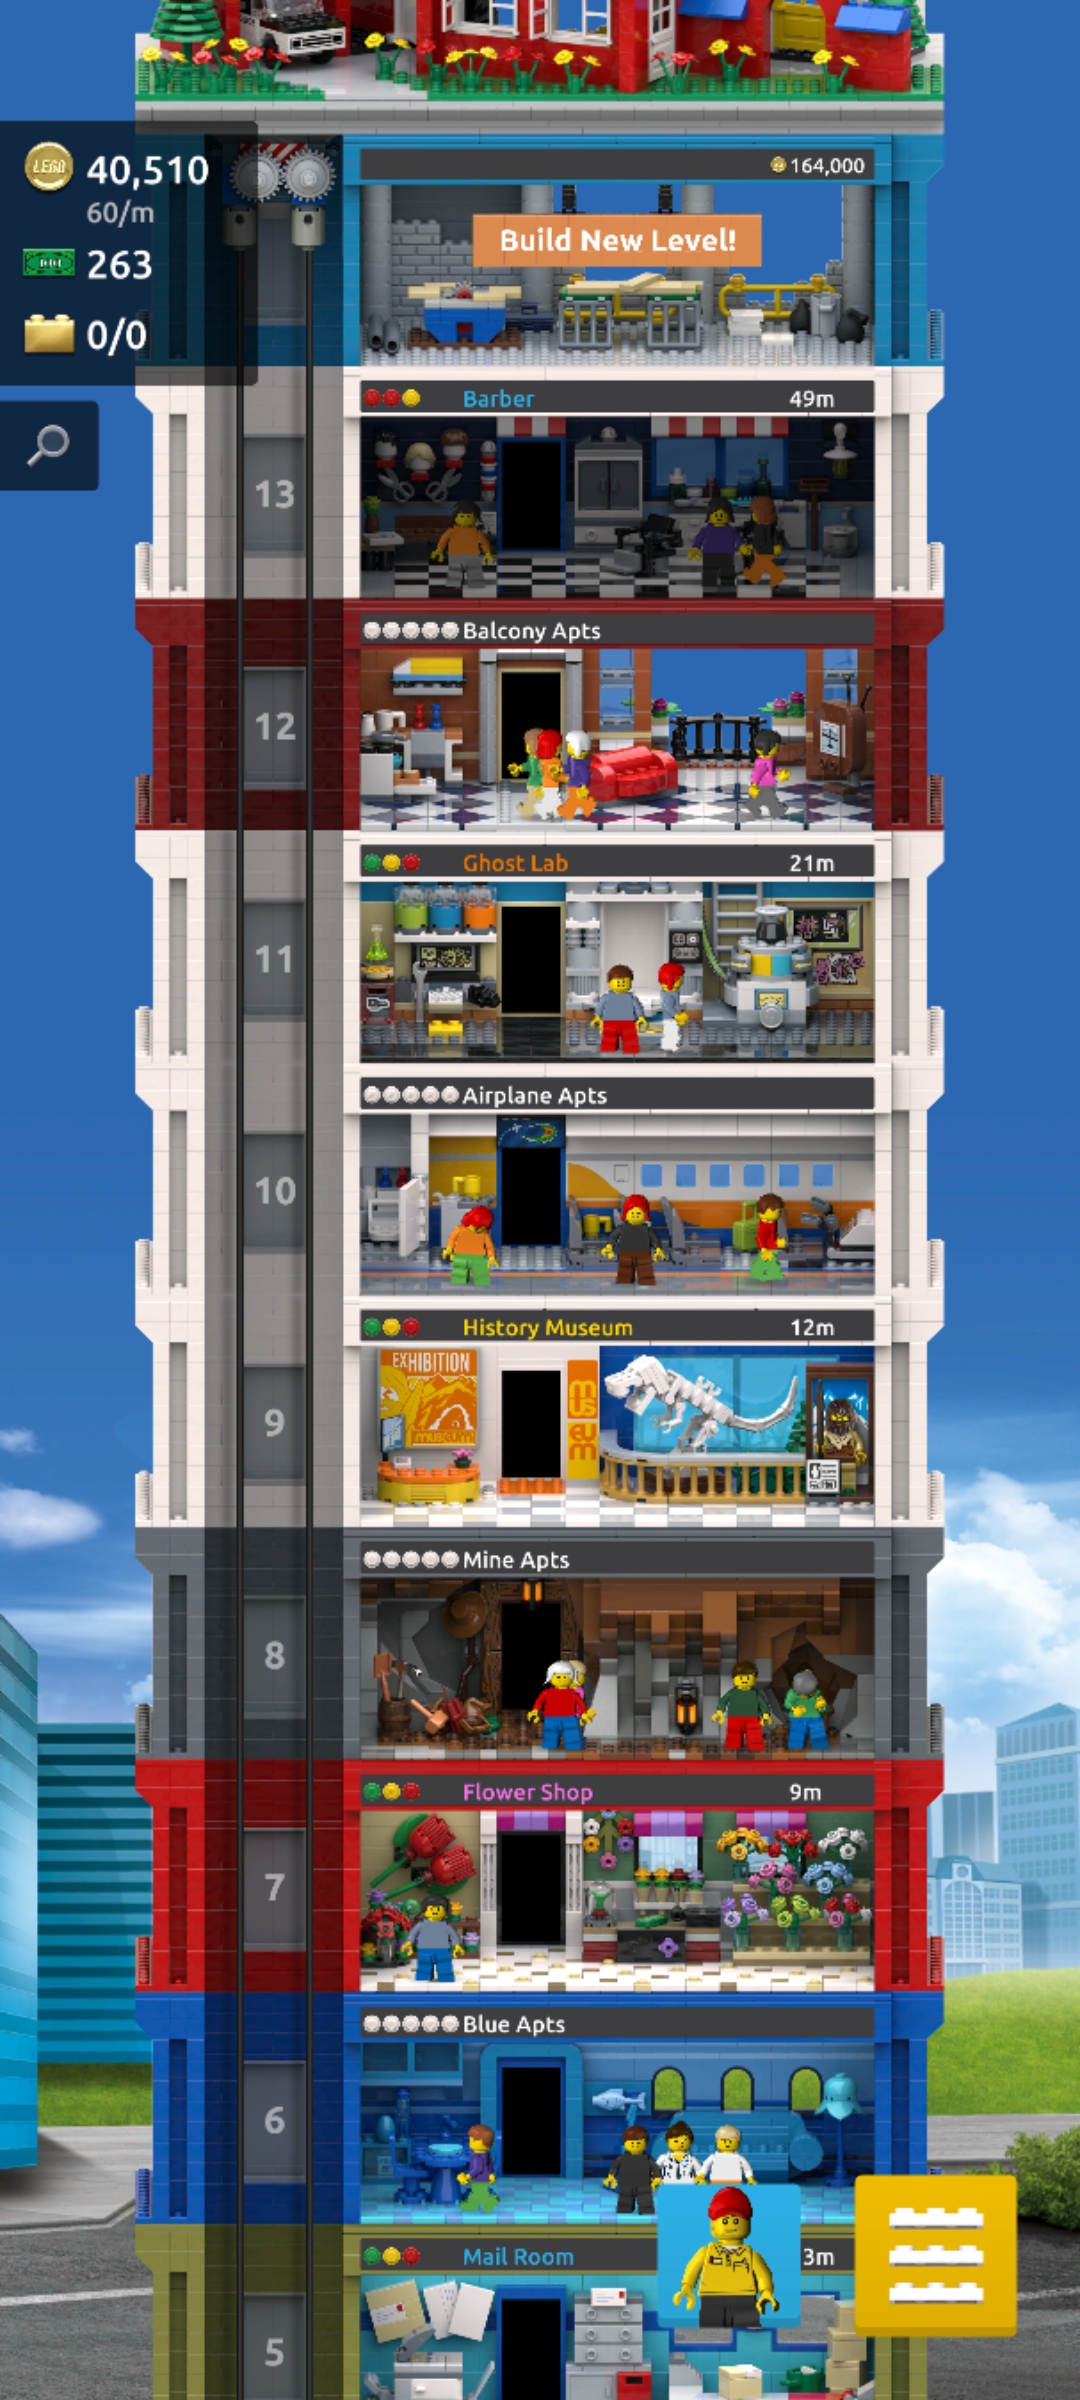 LEGO
40,510
60/m
263
0/0
164,000
Build New Level!
Barber
49m
13
Balcony Apts
12
Ghost Lab
21m
11
Airplane Apts
10
History Museum
12m
EXHIBITION
museum
mus
eum
9
Mine Apts
8
Flower Shop
9m
7
Blue Apts
6
Mail Room
3m
5